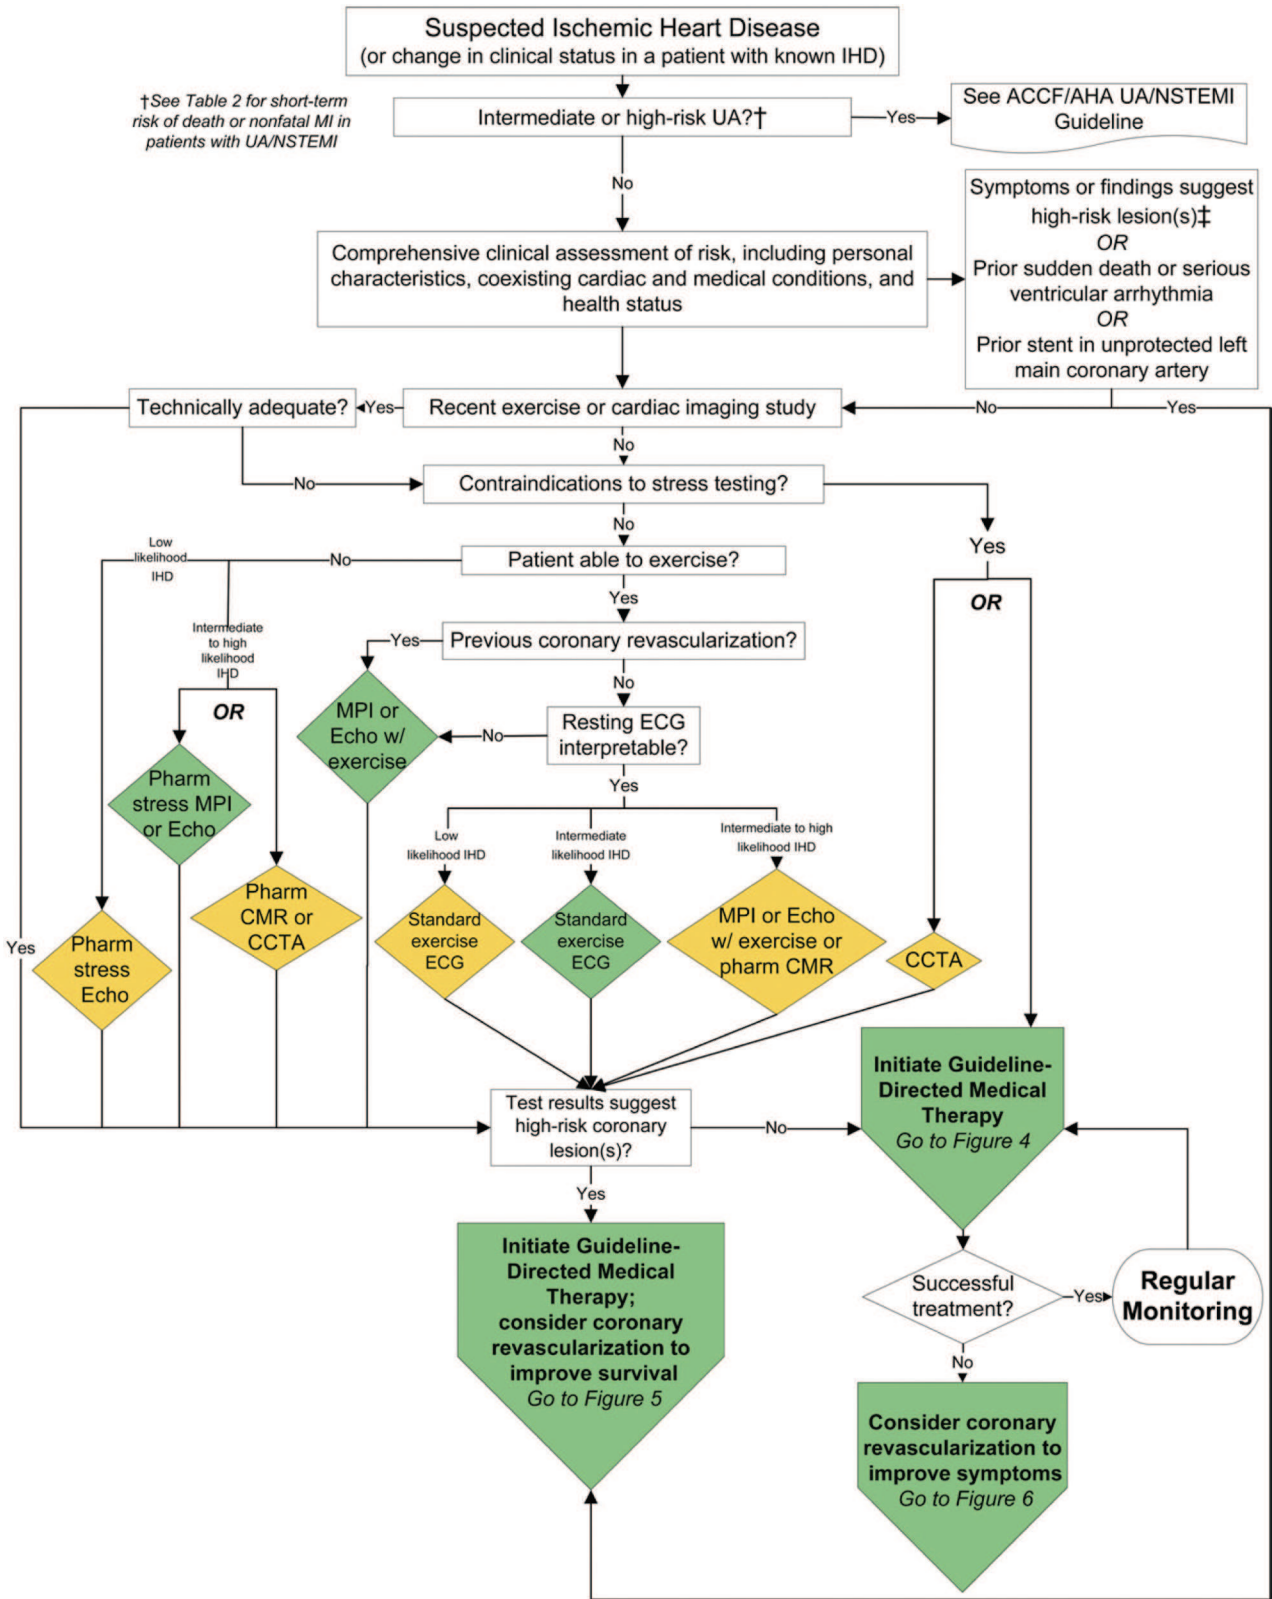 Suspected Ischemic Heart Disease
(or change in clinical status in a patient with known IHD)
†See Table 2 for short-term
risk of death or nonfatal MI in
patients with UA/NSTEMI
Intermediate or high-risk UA?†
Yes
See ACCF/AHA UA/NSTEMI
Guideline
No
Symptoms or findings suggest
high-risk lesion(s)‡
OR
Prior sudden death or serious
ventricular arrhythmia
OR
Prior stent in unprotected left
main coronary artery
Comprehensive clinical assessment of risk, including personal
characteristics, coexisting cardiac and medical conditions, and
health status
Technically adequate?
Yes
Recent exercise or cardiac imaging study
No
Yes
No
No
Contraindications to stress testing?
No
Yes
OR
Low
likelihood
IHD
No
Patient able to exercise?
Yes
Intermediate
to high
likelihood
IHD
OR
Yes
Previous coronary revascularization?
No
MPI or
Echo w/
exercise
No
Resting ECG
interpretable?
Yes
Pharm
stress MPI
or Echo
Low
likelihood IHD
Intermediate
likelihood IHD
Intermediate to high
likelihood IHD
Pharm
CMR or
CCTA
Standard
exercise
ECG
Standard
exercise
ECG
MPI or Echo
w/ exercise or
pharm CMR
CCTA
Yes
Pharm
stress
Echo
Test results suggest
high-risk coronary
lesion(s)?
No
Initiate Guideline-
Directed Medical
Therapy
Go to Figure 4
Yes
Initiate Guideline-
Directed Medical
Therapy;
consider coronary
revascularization to
improve survival
Go to Figure 5
Successful
treatment?
Yes
Regular
Monitoring
No
Consider coronary
revascularization to
improve symptoms
Go to Figure 6